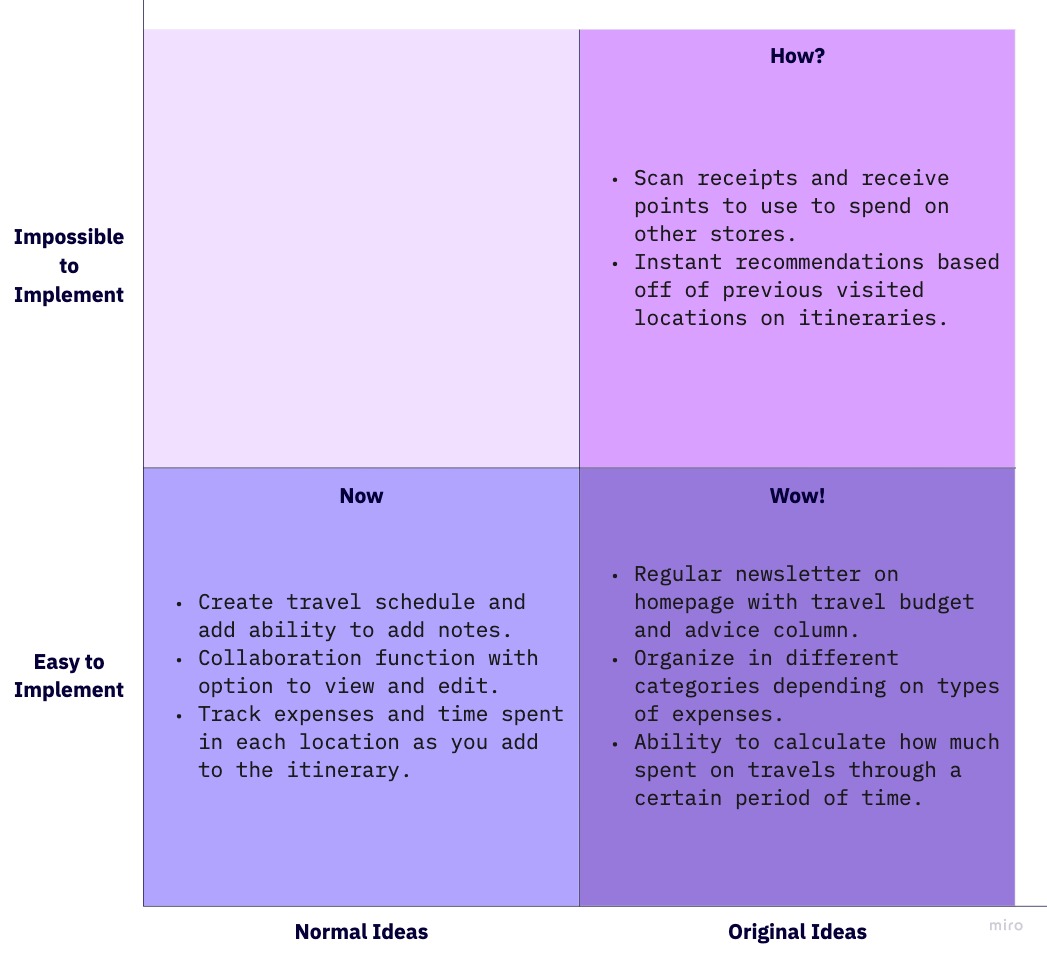 How?
• Scan receipts and receive
points to use to spend on
other stores.
• Instant recommendations based
off of previous visited
locations on itineraries.
Impossible
to
Implement
Now
• Create travel schedule and
add ability to add notes.
• Collaboration function with
option to view and edit.
• Track expenses and time spent
in each location as you add
to the itinerary.
Wow!
• Regular newsletter on
homepage with travel budget
and advice column.
• Organize in different
categories depending on types
of expenses.
• Ability to calculate how much
spent on travels through a
certain period of time.
Easy to
Implement
Normal Ideas
Original Ideas
miro